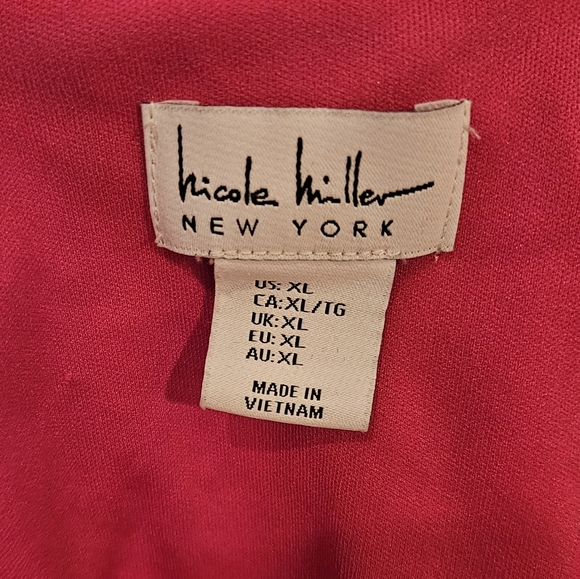 Nicole Miller
NEW YORK
US: XL
CA:XL/TG
UK:XL
EU: XL
AU:XL
MADE IN
VIETNAM